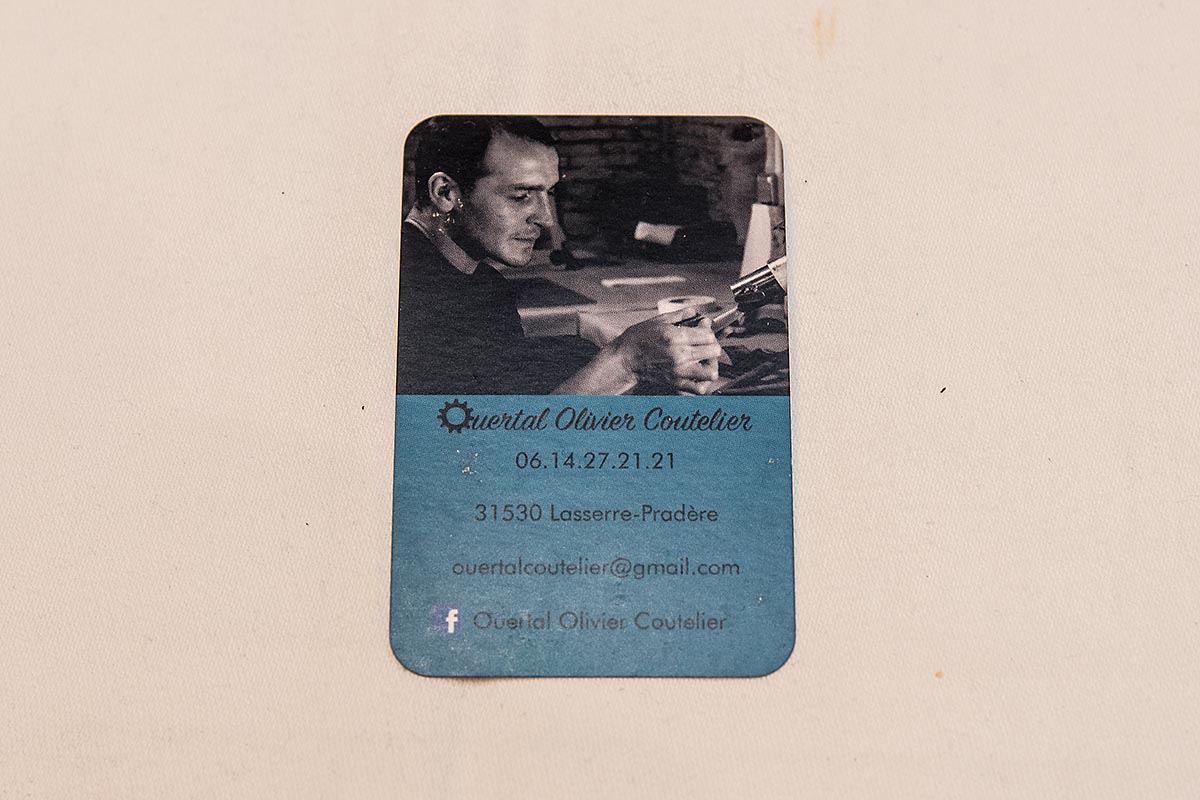 Ouertal Olivier Coutelier
06.14.27.21.21
31530 Lasserre-Pradère
ouertalcoutelier@gmail.com
f Ouertal Olivier Coutelier